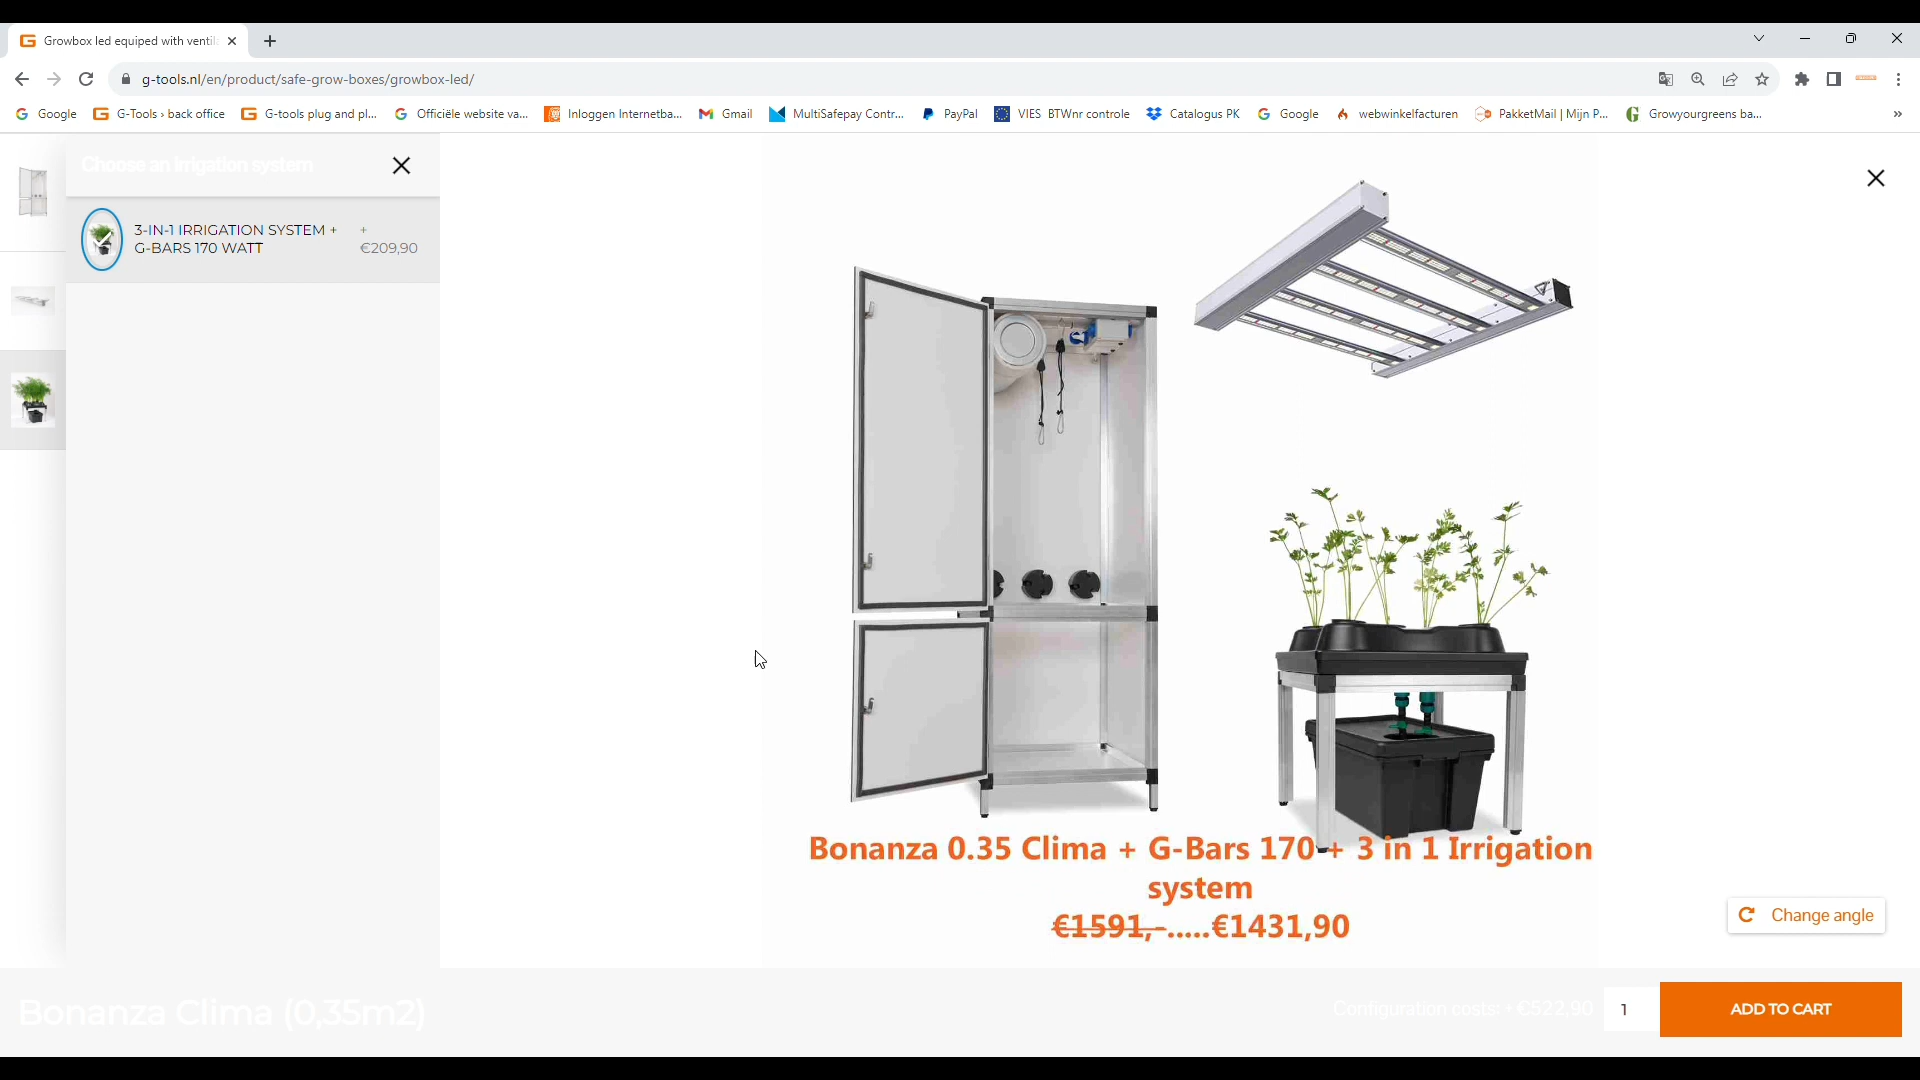 Growbox led equiped with ventil
g-tools.nl/en/product/safe-grow-boxes/growbox-led/
Google
G-Tools › back office
G-tools plug and pl...
Officiële website va...
Inloggen Internetba...
Gmail
MultiSafepay Contr...
PayPal
VIES BTWnr controle
Catalogus PK
Google
webwinkelfacturen
PakketMail | Mijn P...
Growyourgreens ba...
Choose an Irrigation system
3-IN-1 IRRIGATION SYSTEM +
G-BARS 170 WATT
+
€209,90
Bonanza 0.35 Clima + G-Bars 170 + 3 in 1 Irrigation
system
€1591,-.....€1431,90
Change angle
Bonanza Clima (0,35m2)
Configuration costs: + €522,90
1
ADD TO CART